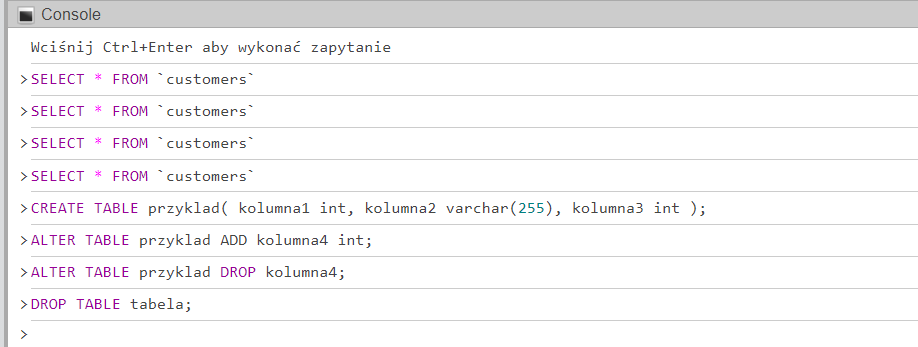 Console
Wciśnij Ctrl+Enter aby wykonać zapytanie
>SELECT * FROM `customers`
>SELECT * FROM `customers`
>SELECT * FROM `customers`
>SELECT * FROM `customers`
>CREATE TABLE przyklad( kolumna1 int, kolumna2 varchar(255), kolumna3 int );
>ALTER TABLE przyklad ADD kolumna4 int;
>ALTER TABLE przyklad DROP kolumna4;
>DROP TABLE tabela;
>